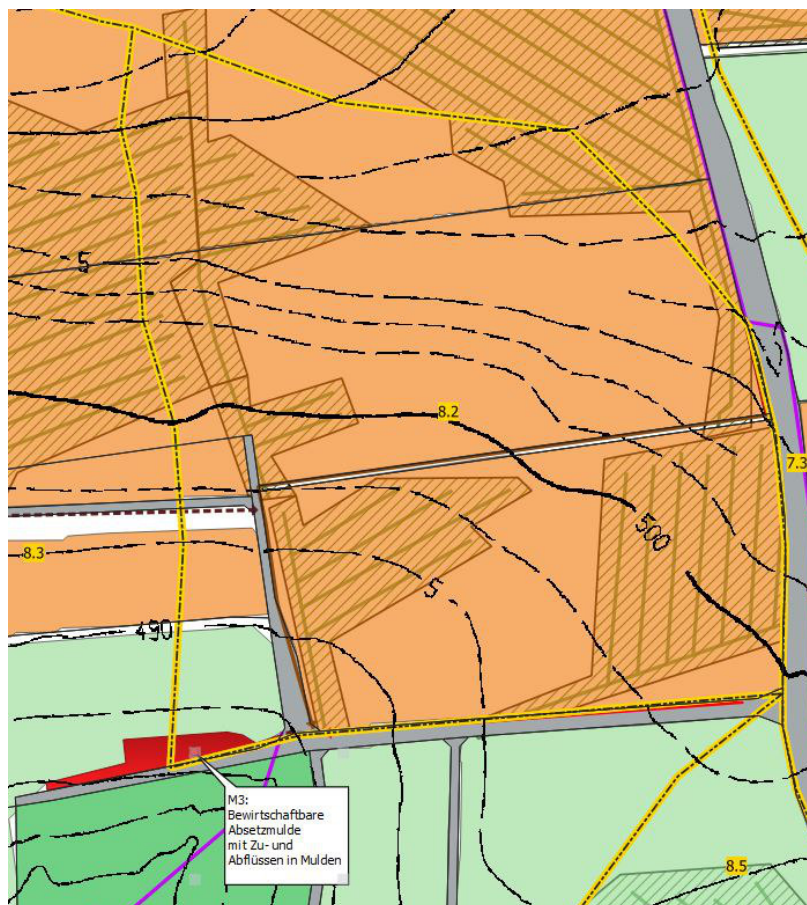 5
8.2
7.3
500
8.3
5
490
M3:
Bewirtschaftbare
Absetzmulde
mit Zu- und
Abflüssen in Mulden
8.5